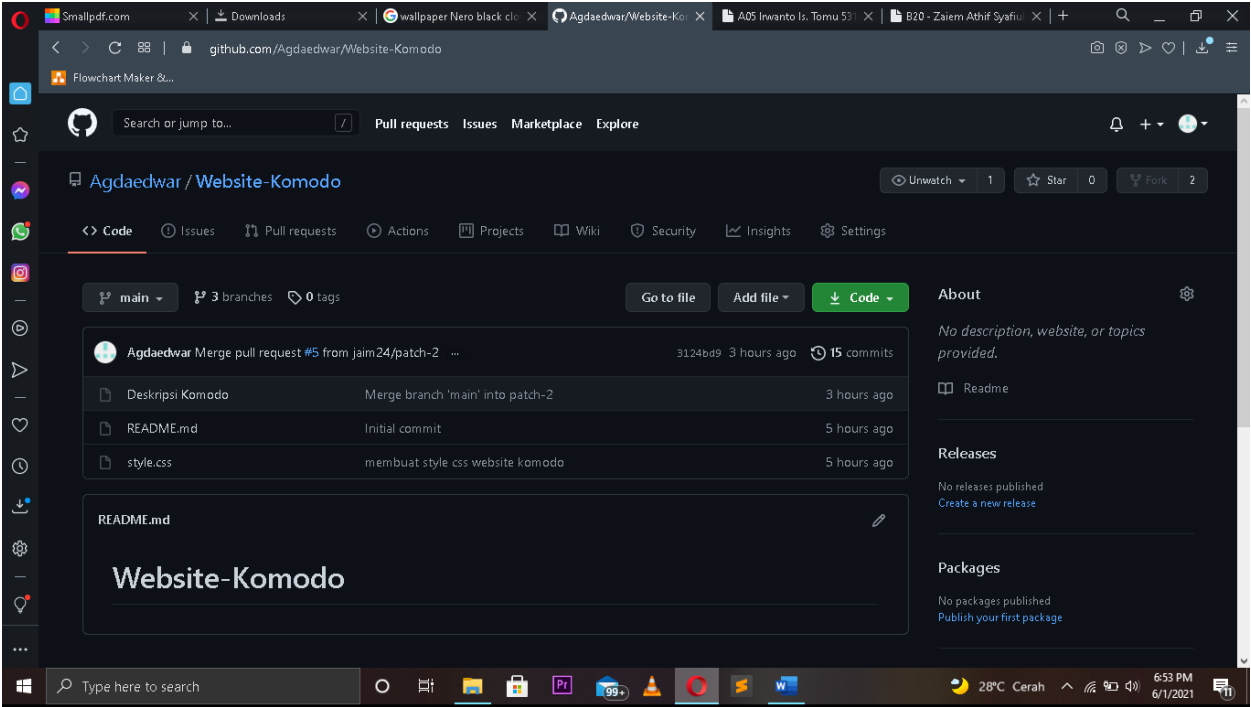 Smallpdf.com
Downloads
wallpaper Nero black clo
Agdaedwar/Website-Kor
A05 Irwanto Is. Tomu 531
B20 - Zaiem Athif Syafiul
github.com/Agdaedwar/Website-Komodo
Flowchart Maker &...
Search or jump to... /
Pull requests Issues Marketplace Explore
Agdaedwar / Website-Komodo
Unwatch 1
Star 0
Fork 2
Code Issues Pull requests Actions Projects Wiki Security Insights Settings
main 3 branches 0 tags
Go to file Add file Code
Agdaedwar Merge pull request #5 from jaim24/patch-2 ... 3124bd9 3 hours ago 15 commits
Deskripsi Komodo Merge branch 'main' into patch-2 3 hours ago
README.md Initial commit 5 hours ago
style.css membuat style css website komodo 5 hours ago
README.md
Website-Komodo
About
No description, website, or topics
provided.
Readme
Releases
No releases published
Create a new release
Packages
No packages published
Publish your first package
Type here to search
Pr
99+
S
W
28°C Cerah
6:53 PM
6/1/2021
11